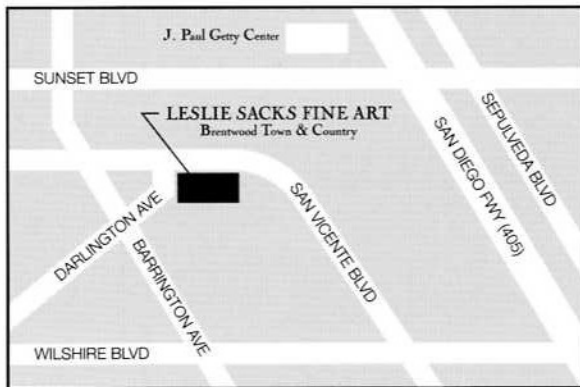 J. Paul Getty Center
SUNSET BLVD
LESLIE SACKS FINE ART
Brentwood Town & Country
SEPULVEDA BLVD
SAN DIEGO FWY (405)
SAN VICENTE BLVD
DARLINGTON AVE
BARRINGTON AVE
WILSHIRE BLVD